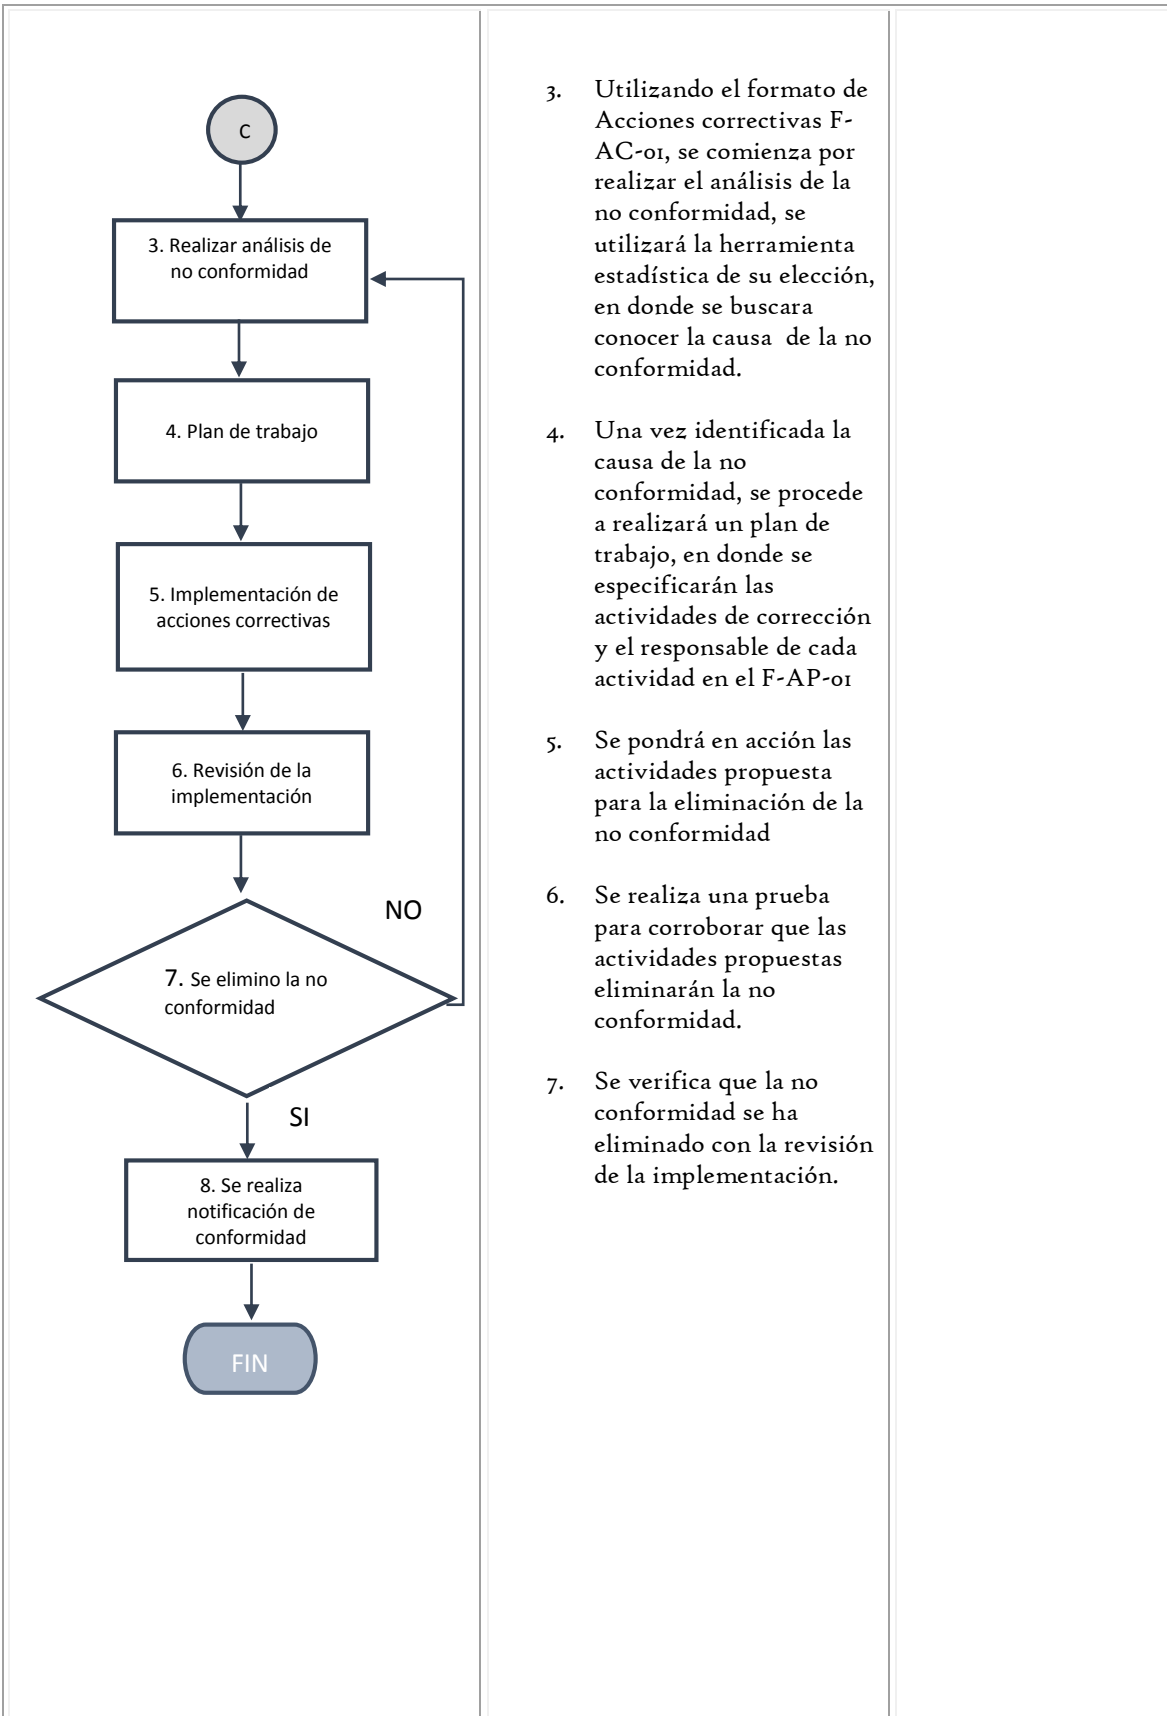 C
3. Realizar análisis de
no conformidad
4. Plan de trabajo
5. Implementación de
acciones correctivas
6. Revisión de la
implementación
NO
7. Se elimino la no
conformidad
SI
8. Se realiza
notificación de
conformidad
FIN
3. Utilizando el formato de
Acciones correctivas F-
AC-01, se comienza por
realizar el análisis de la
no conformidad, se
utilizará la herramienta
estadística de su elección,
en donde se buscara
conocer la causa de la no
conformidad.
4. Una vez identificada la
causa de la no
conformidad, se procede
a realizará un plan de
trabajo, en donde se
especificarán las
actividades de corrección
y el responsable de cada
actividad en el F-AP-01
5. Se pondrá en acción las
actividades propuesta
para la eliminación de la
no conformidad
6. Se realiza una prueba
para corroborar que las
actividades propuestas
eliminarán la no
conformidad.
7. Se verifica que la no
conformidad se ha
eliminado con la revisión
de la implementación.